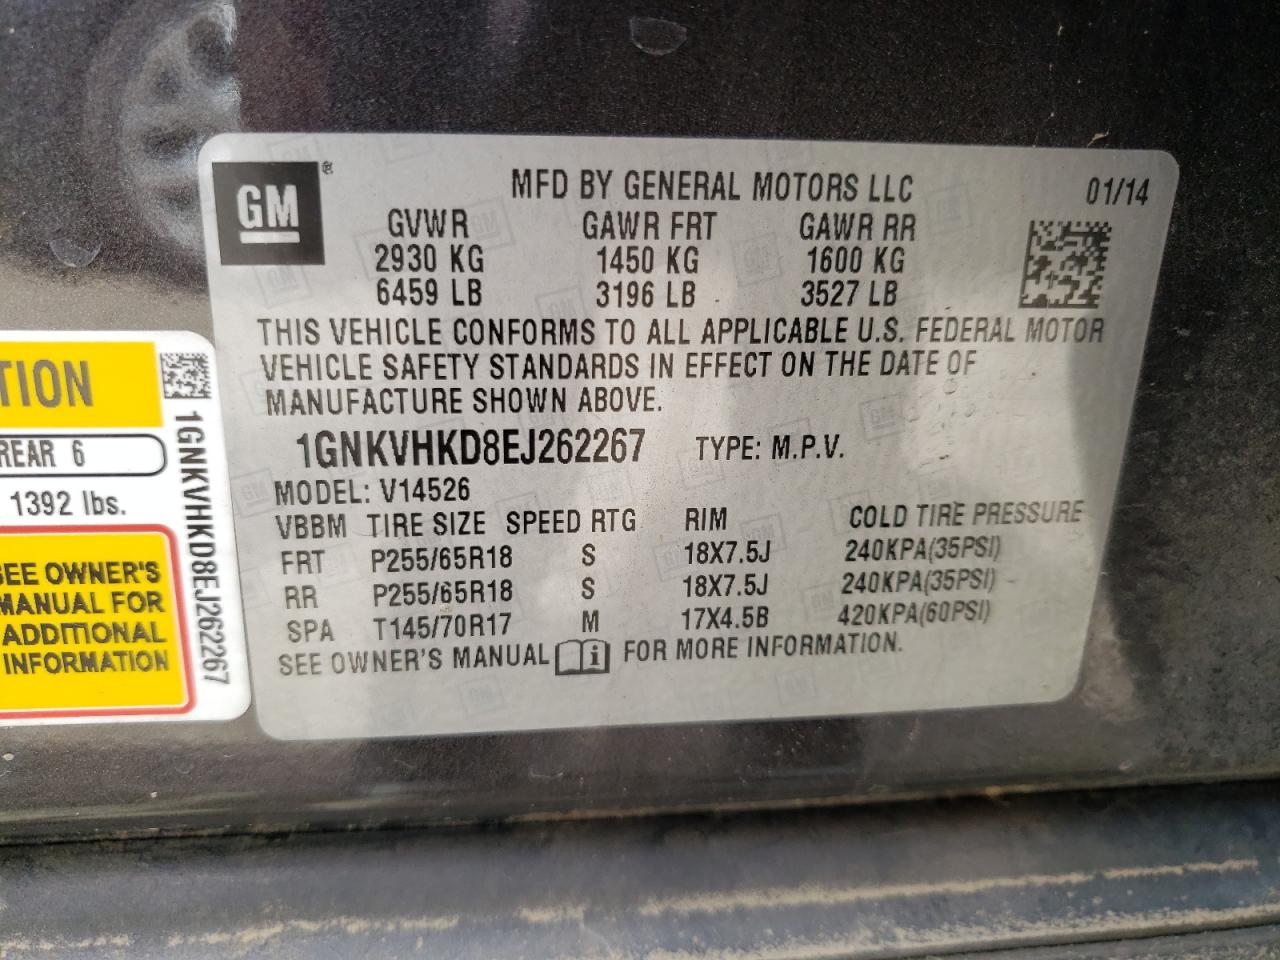 GM®
MFD BY GENERAL MOTORS LLC 01/14
GVWR GAWR FRT GAWR RR
2930 KG 1450 KG 1600 KG
6459 LB 3196 LB 3527 LB
THIS VEHICLE CONFORMS TO ALL APPLICABLE U.S. FEDERAL MOTOR
VEHICLE SAFETY STANDARDS IN EFFECT ON THE DATE OF
MANUFACTURE SHOWN ABOVE.
1GNKVHKD8EJ262267 TYPE: M.P.V.
MODEL: V14526
VBBM TIRE SIZE SPEED RTG RIM COLD TIRE PRESSURE
FRT P255/65R18 S 18X7.5J 240KPA(35PSI)
RR P255/65R18 S 18X7.5J 240KPA(35PSI)
SPA T145/70R17 M 17X4.5B 420KPA(60PSI)
SEE OWNER'S MANUAL i FOR MORE INFORMATION.
TION
REAR 6
1392 lbs.
SEE OWNER'S
MANUAL FOR
ADDITIONAL
INFORMATION
1GNKVHKD8EJ262267